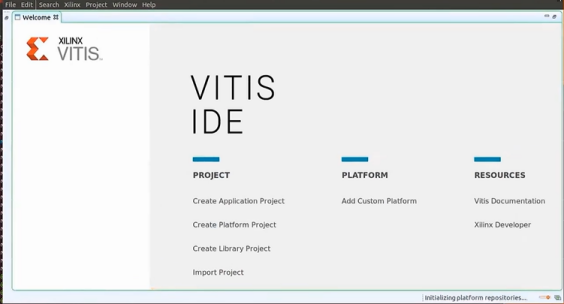 File Edit Search Xilinx Project Window Help
Welcome
XILINX
VITIS
VITIS
IDE
PROJECT PLATFORM RESOURCES
Create Application Project Add Custom Platform Vitis Documentation
Create Platform Project Xilinx Developer
Create Library Project
Import Project
Initializing platform repositories...